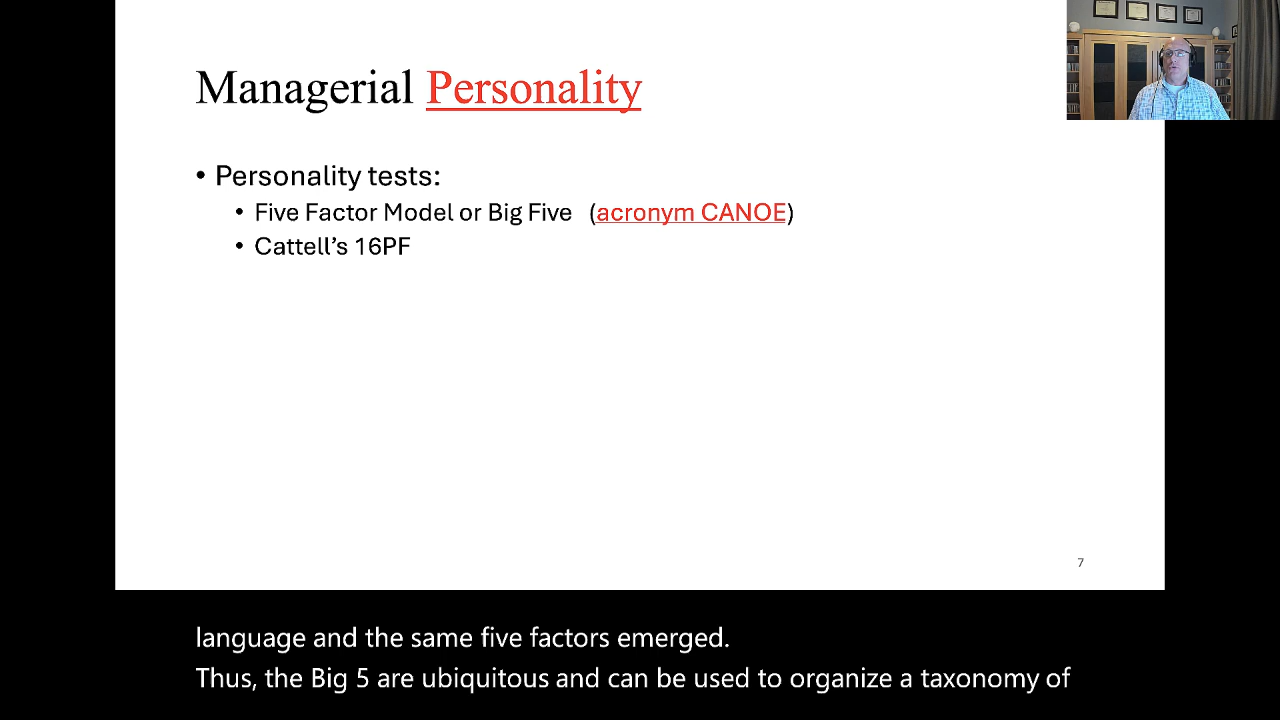 Managerial Personality
• Personality tests:
• Five Factor Model or Big Five (acronym CANOE)
• Cattell’s 16PF
7
language and the same five factors emerged.
Thus, the Big 5 are ubiquitous and can be used to organize a taxonomy of